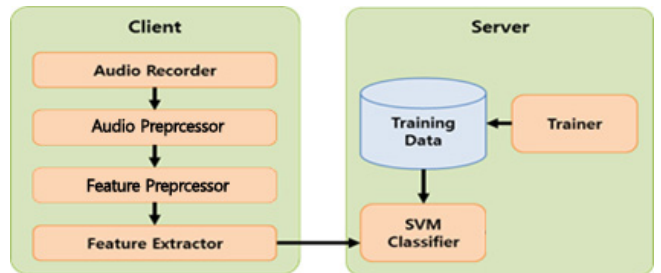 Client
Audio Recorder
Audio Preprcessor
Feature Preprcessor
Feature Extractor
Server
Training
Data
Trainer
SVM
Classifier